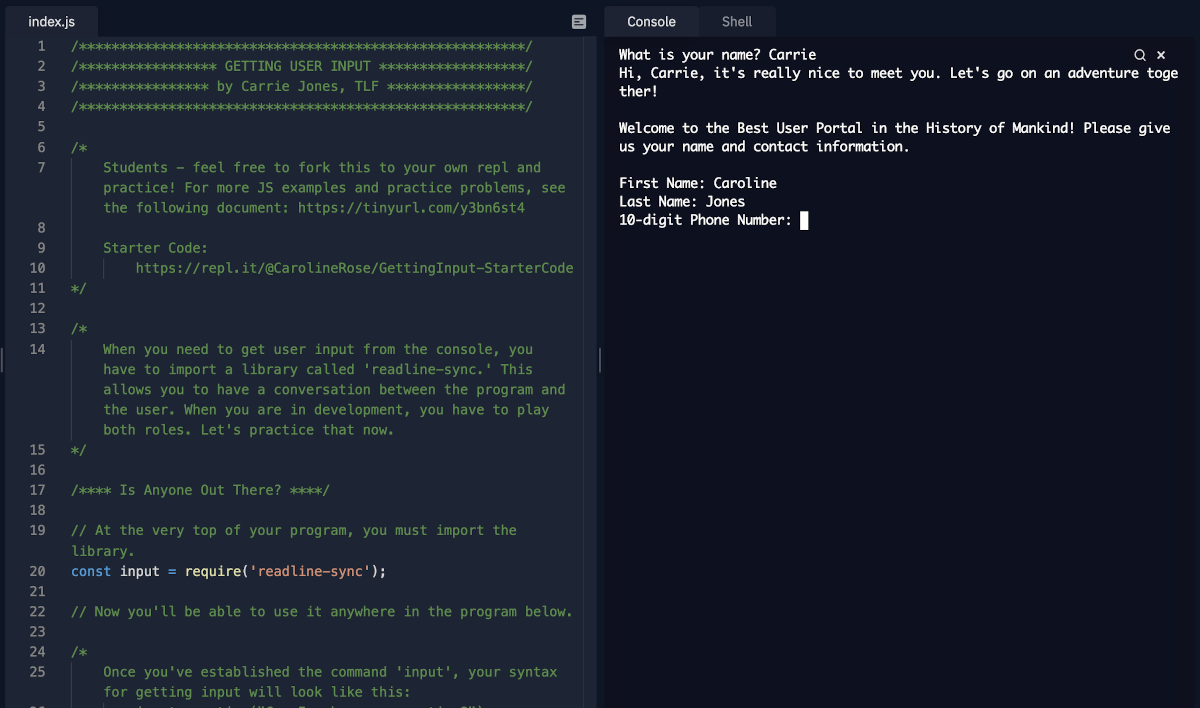 index.js
1 /*******************************************************/
2 /***************** GETTING USER INPUT ******************/
3 /**************** by Carrie Jones, TLF *****************/
4 /*******************************************************/
5
6 /*
7 Students – feel free to fork this to your own repl and
practice! For more JS examples and practice problems, see
the following document: https://tinyurl.com/y3bn6st4
8
9 Starter Code:
10 https://repl.it/@CarolineRose/GettingInput-StarterCode
11 */
12
13 /*
14 When you need to get user input from the console, you
have to import a library called 'readline-sync.' This
allows you to have a conversation between the program and
the user. When you are in development, you have to play
both roles. Let's practice that now.
15 */
16
17 /**** Is Anyone Out There? ****/
18
19 // At the very top of your program, you must import the
library.
20 const input = require('readline-sync');
21
22 // Now you'll be able to use it anywhere in the program below.
23
24 /*
25 Once you've established the command 'input', your syntax
for getting input will look like this:
Console Shell
What is your name? Carrie
Hi, Carrie, it's really nice to meet you. Let's go on an adventure toge
ther!
Welcome to the Best User Portal in the History of Mankind! Please give
us your name and contact information.
First Name: Caroline
Last Name: Jones
10-digit Phone Number: